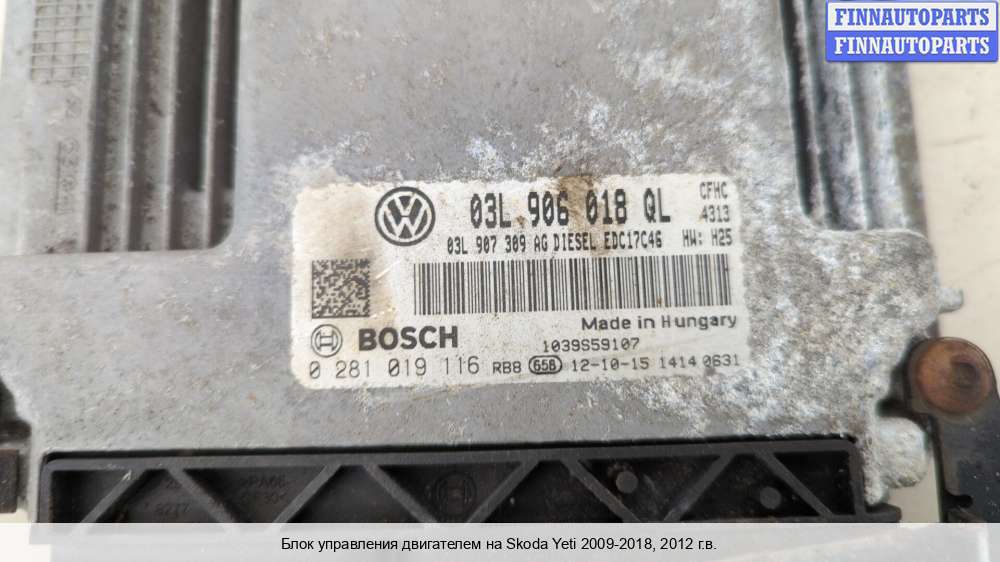 FINNAUTOPARTS
FINNAUTOPARTS
03L 906 018 QL
CFHC
4313
03L 907 309 AG DIESEL EDC17C46 HW: H25
BOSCH
Made in Hungary
1039S59107
0 281 019 116 RB8 658 12-10-15 1414 0631
Блок управления двигателем на Skoda Yeti 2009-2018, 2012 г.в.